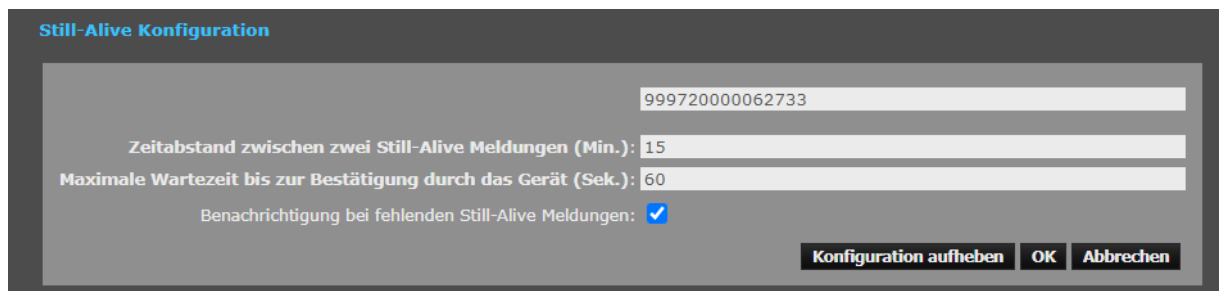 Still-Alive Konfiguration
999720000062733
Zeitabstand zwischen zwei Still-Alive Meldungen (Min.): 15
Maximale Wartezeit bis zur Bestätigung durch das Gerät (Sek.): 60
Benachrichtigung bei fehlenden Still-Alive Meldungen:
Konfiguration aufheben OK Abbrechen